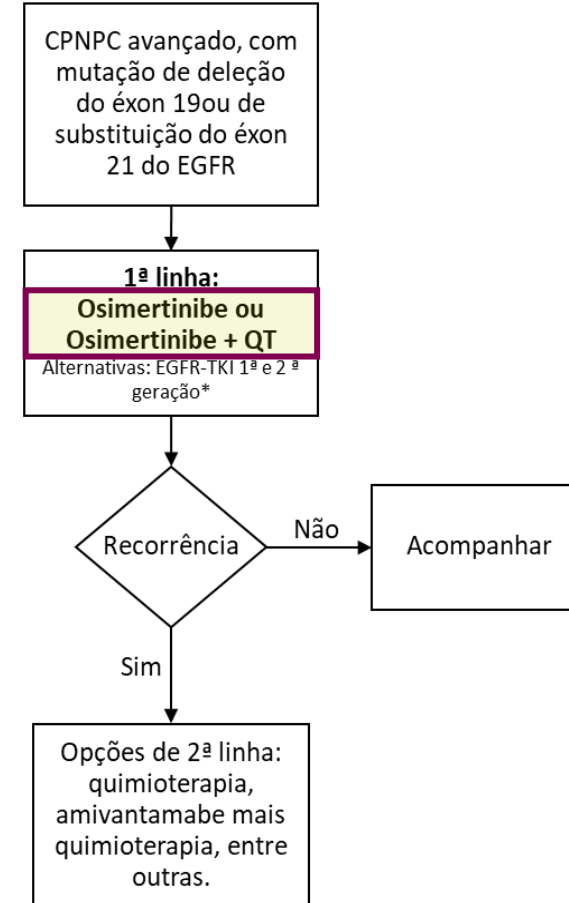 CPNPC avançado, com
mutação de deleção
do éxon 19ou de
substituição do éxon
21 do EGFR
1ª linha:
Osimertinibe ou
Osimertinibe + QT
Alternativas: EGFR-TKI 1ª e 2 ª
geração*
Recorrência
Não
Acompanhar
Sim
Opções de 2ª linha:
quimioterapia,
amivantamabe mais
quimioterapia, entre
outras.